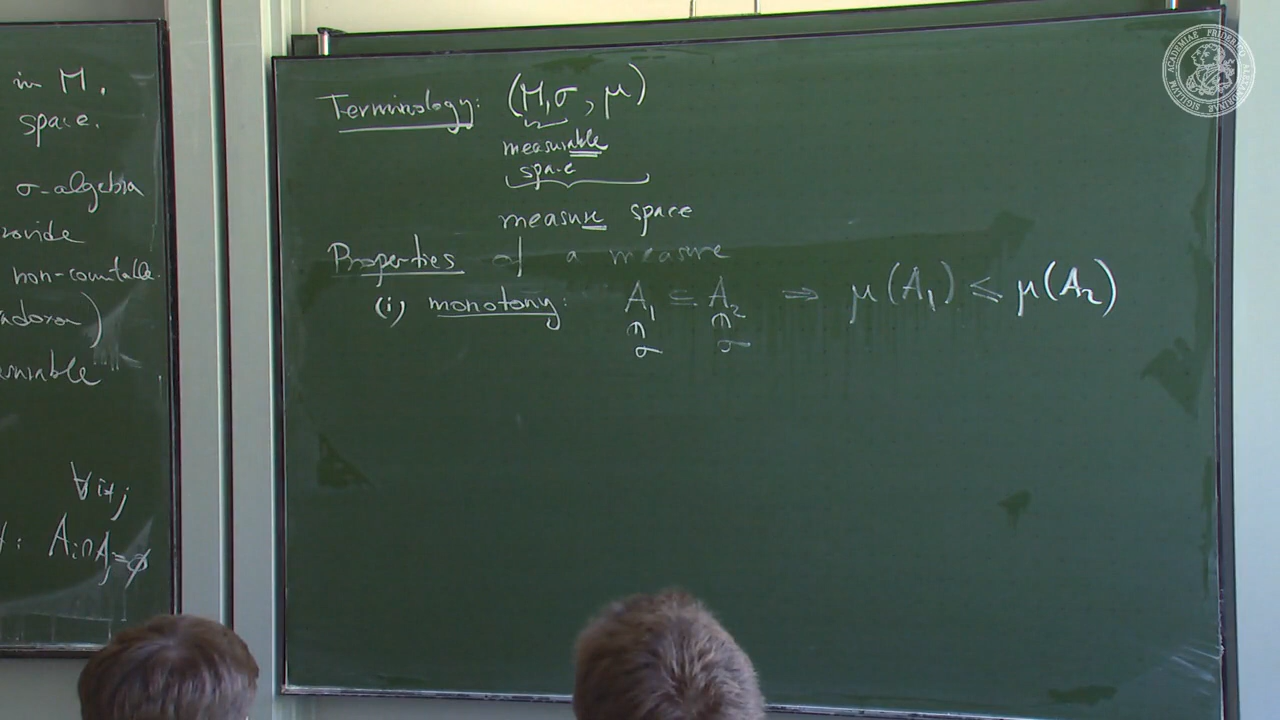 in M.
space.
σ-algebra
non-countable
∀ i≠j
: Aᵢ∩Aⱼ=∅
Terminology: (M,σ, μ)
measurable
space
measure space
Properties of a measure
(i) monotony: A₁ ⊆ A₂ ⇒ μ(A₁) ≤ μ(A₂)
∩ ∩
σ σ